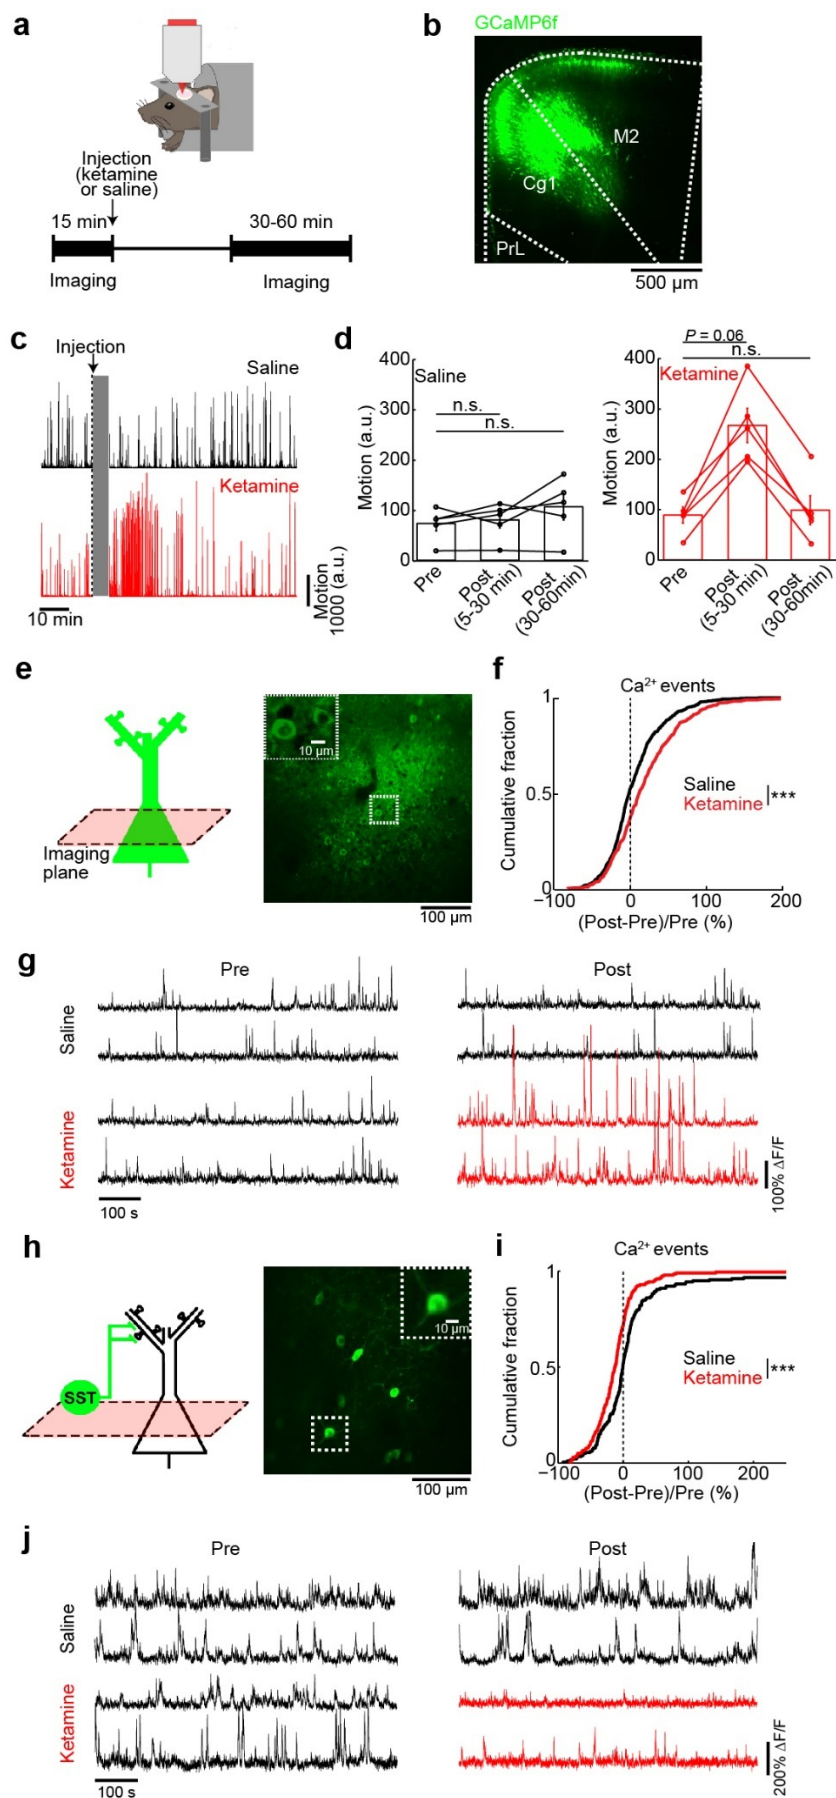 a
Injection
(ketamine
or saline)
15 min
30-60 min
Imaging
Imaging
b
GCaMP6f
M2
Cg1
PrL
500 µm
c
Injection
Saline
Ketamine
10 min
Motion
1000 (a.u.)
d
400
300
200
100
0
Motion (a.u.)
Saline
n.s.
n.s.
Pre
Post
(5-30 min)
Post
(30-60min)
400
300
200
100
0
Motion (a.u.)
P = 0.06
n.s.
Ketamine
Pre
Post
(5-30 min)
Post
(30-60min)
e
Imaging
plane
10 µm
100 µm
f
Ca²⁺ events
1
0.5
0
Cumulative fraction
Saline
Ketamine
***
−100
0
100
200
(Post-Pre)/Pre (%)
g
Pre
Post
Saline
Ketamine
100 s
100% ΔF/F
h
SST
10 µm
100 µm
i
Ca²⁺ events
1
0.5
0
Cumulative fraction
Saline
Ketamine
***
−100
0
100
200
(Post-Pre)/Pre (%)
j
Pre
Post
Saline
Ketamine
100 s
200% ΔF/F